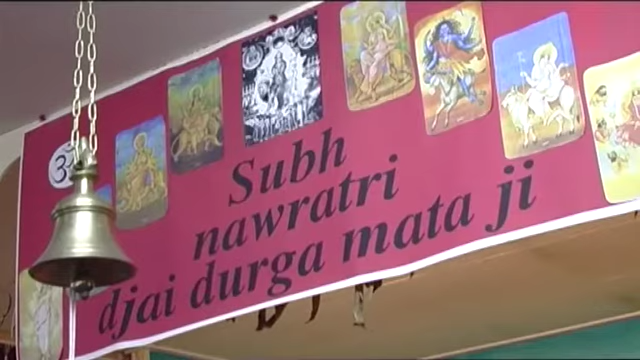 ॐ
Subh
nawratri,
djai durga mata ji